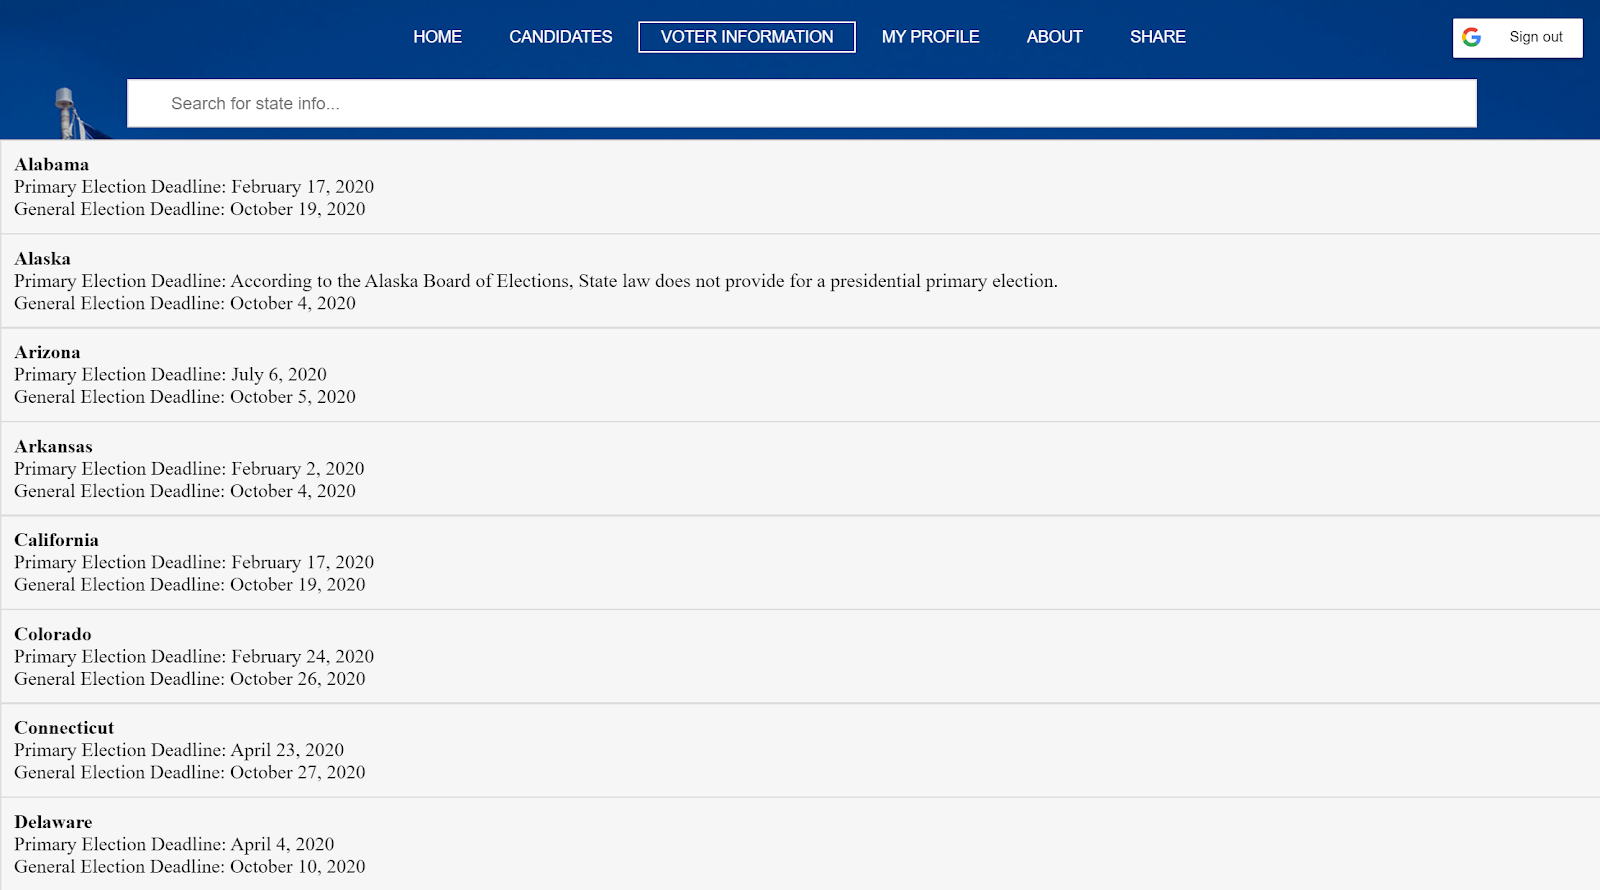 HOME CANDIDATES VOTER INFORMATION MY PROFILE ABOUT SHARE Sign out
Search for state info...
Alabama
Primary Election Deadline: February 17, 2020
General Election Deadline: October 19, 2020
Alaska
Primary Election Deadline: According to the Alaska Board of Elections, State law does not provide for a presidential primary election.
General Election Deadline: October 4, 2020
Arizona
Primary Election Deadline: July 6, 2020
General Election Deadline: October 5, 2020
Arkansas
Primary Election Deadline: February 2, 2020
General Election Deadline: October 4, 2020
California
Primary Election Deadline: February 17, 2020
General Election Deadline: October 19, 2020
Colorado
Primary Election Deadline: February 24, 2020
General Election Deadline: October 26, 2020
Connecticut
Primary Election Deadline: April 23, 2020
General Election Deadline: October 27, 2020
Delaware
Primary Election Deadline: April 4, 2020
General Election Deadline: October 10, 2020